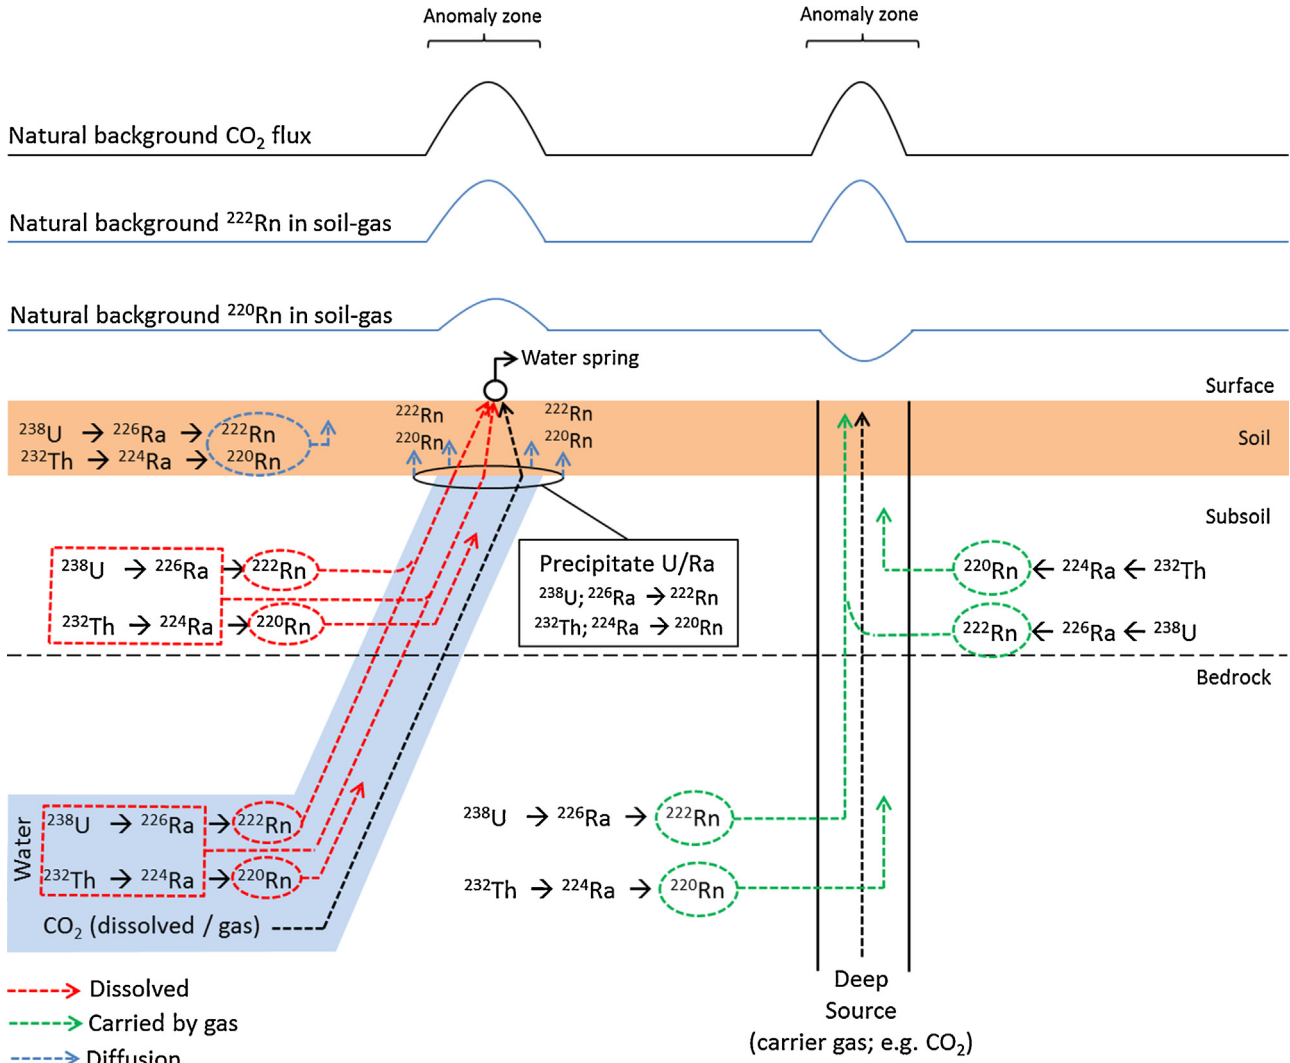 Anomaly zone
Anomaly zone
Natural background CO₂ flux
Natural background ²²²Rn in soil-gas
Natural background ²²⁰Rn in soil-gas
Water spring
Surface
²³⁸U → ²²⁶Ra → ²²²Rn
²³²Th → ²²⁴Ra → ²²⁰Rn
²²²Rn
²²⁰Rn
²²²Rn
²²⁰Rn
Soil
Subsoil
²³⁸U → ²²⁶Ra → ²²²Rn
²³²Th → ²²⁴Ra → ²²⁰Rn
Precipitate U/Ra
²³⁸U; ²²⁶Ra → ²²²Rn
²³²Th; ²²⁴Ra → ²²⁰Rn
²²⁰Rn ← ²²⁴Ra ← ²³²Th
²²²Rn ← ²²⁶Ra ← ²³⁸U
Bedrock
Water
²³⁸U → ²²⁶Ra → ²²²Rn
²³²Th → ²²⁴Ra → ²²⁰Rn
CO₂ (dissolved / gas)
²³⁸U → ²²⁶Ra → ²²²Rn
²³²Th → ²²⁴Ra → ²²⁰Rn
Deep
Source
(carrier gas; e.g. CO₂)
Dissolved
Carried by gas
Diffusion